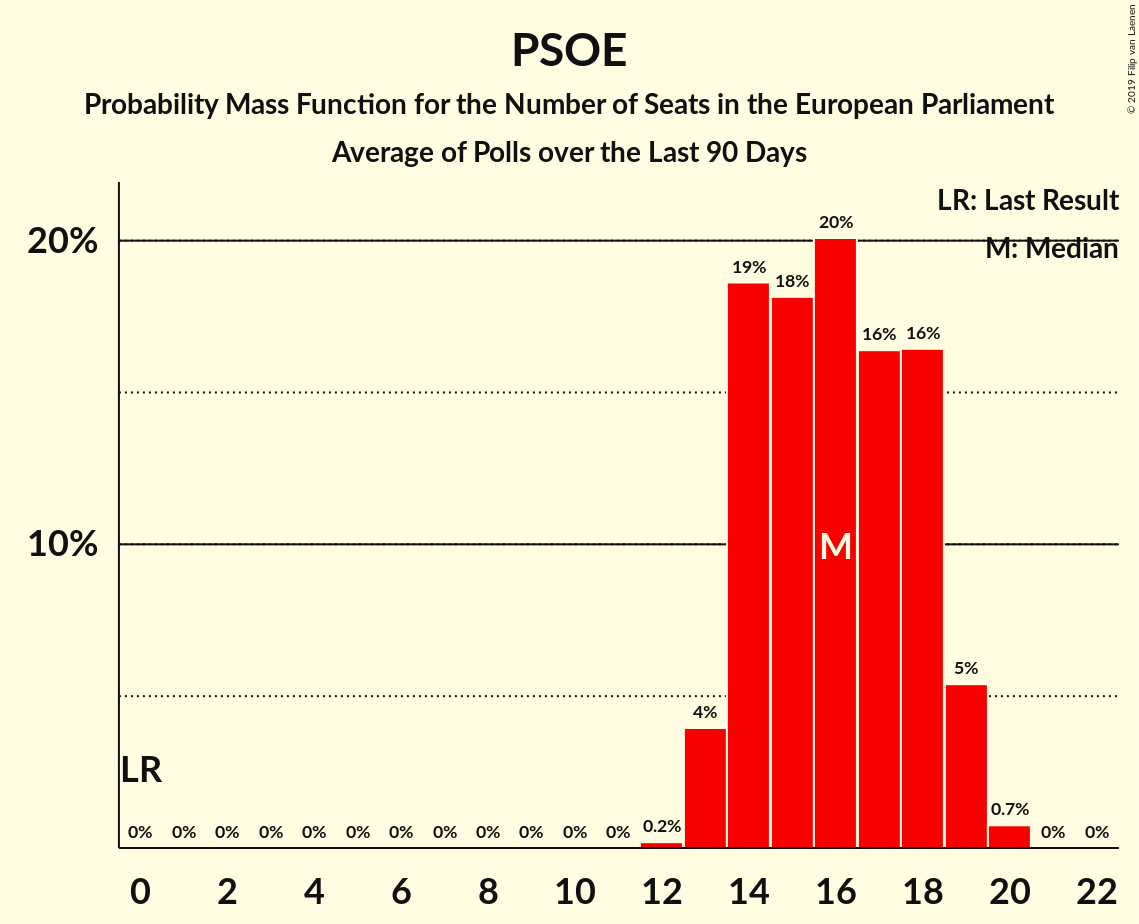 PSOE
Probability Mass Function for the Number of Seats in the European Parliament
Average of Polls over the Last 90 Days
© 2019 Filip van Laenen
LR: Last Result
M: Median
20%
10%
20%
19%
18%
16% 16%
M
5%
4%
LR
0% 0% 0% 0% 0% 0% 0% 0% 0% 0% 0% 0% 0.2% 0.7% 0% 0%
0 2 4 6 8 10 12 14 16 18 20 22